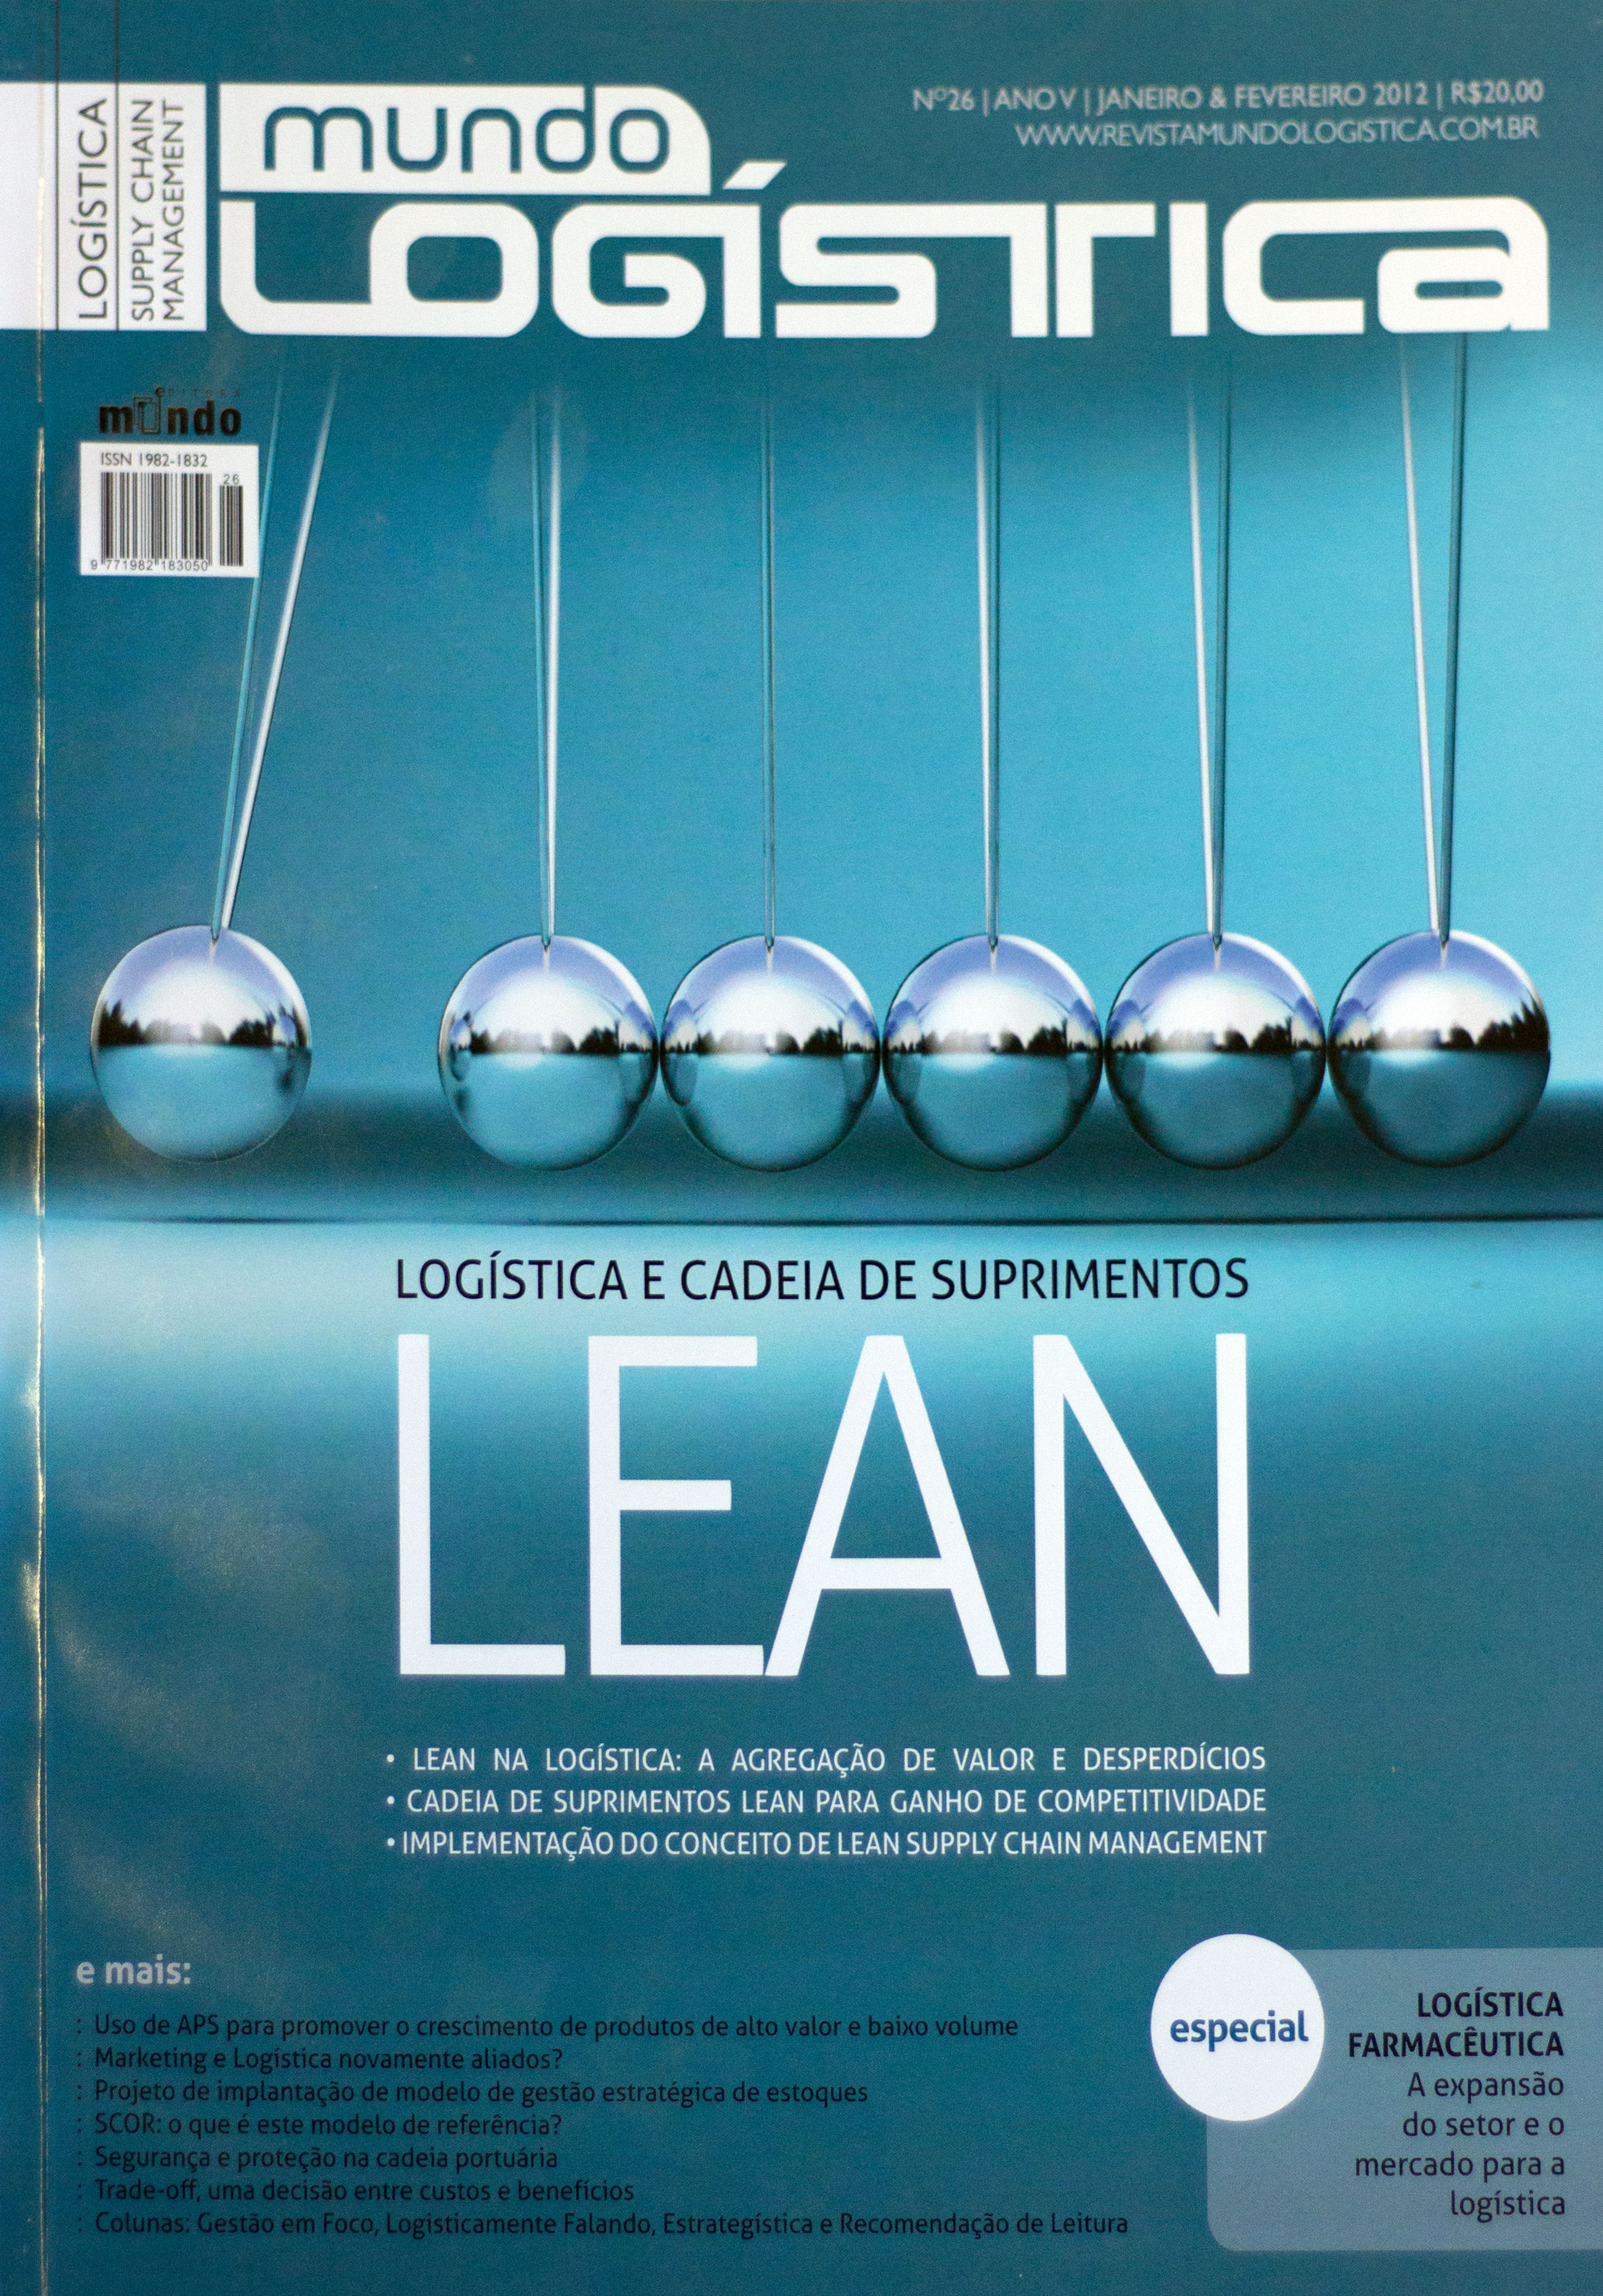 LOGÍSTICA
SUPPLY CHAIN
MANAGEMENT
mundo
LOGÍSTICA
Nº26 | ANO V | JANEIRO & FEVEREIRO 2012 | R$20,00
WWW.REVISTAMUNDOLOGISTICA.COM.BR
EDITORA
mundo
ISSN 1982-1832
26
9 771982 183050
LOGÍSTICA E CADEIA DE SUPRIMENTOS
LEAN
• LEAN NA LOGÍSTICA: A AGREGAÇÃO DE VALOR E DESPERDÍCIOS
• CADEIA DE SUPRIMENTOS LEAN PARA GANHO DE COMPETITIVIDADE
• IMPLEMENTAÇÃO DO CONCEITO DE LEAN SUPPLY CHAIN MANAGEMENT
e mais:
: Uso de APS para promover o crescimento de produtos de alto valor e baixo volume
: Marketing e Logística novamente aliados?
: Projeto de implantação de modelo de gestão estratégica de estoques
: SCOR: o que é este modelo de referência?
: Segurança e proteção na cadeia portuária
: Trade-off, uma decisão entre custos e benefícios
: Colunas: Gestão em Foco, Logisticamente Falando, Estrategística e Recomendação de Leitura
especial
LOGÍSTICA
FARMACÊUTICA
A expansão
do setor e o
mercado para a
logística